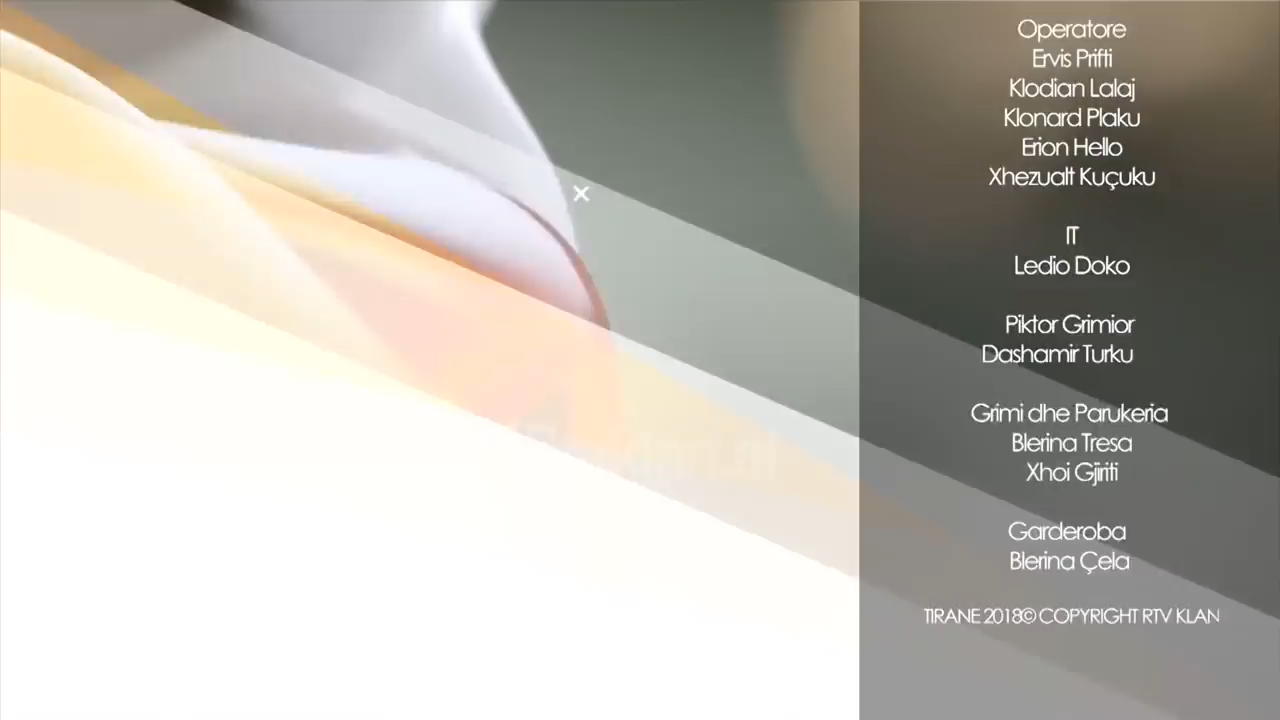 Operatore
Ervis Prifti
Klodian Lalaj
Klonard Plaku
Erion Hello
Xhezualt Kuçuku
IT
Ledio Doko
Piktor Grimior
Dashamir Turku
Grimi dhe Parukeria
Blerina Tresa
Xhoi Gjiriti
Garderoba
Blerina Çela
TIRANE 2018© COPYRIGHT RTV KLAN